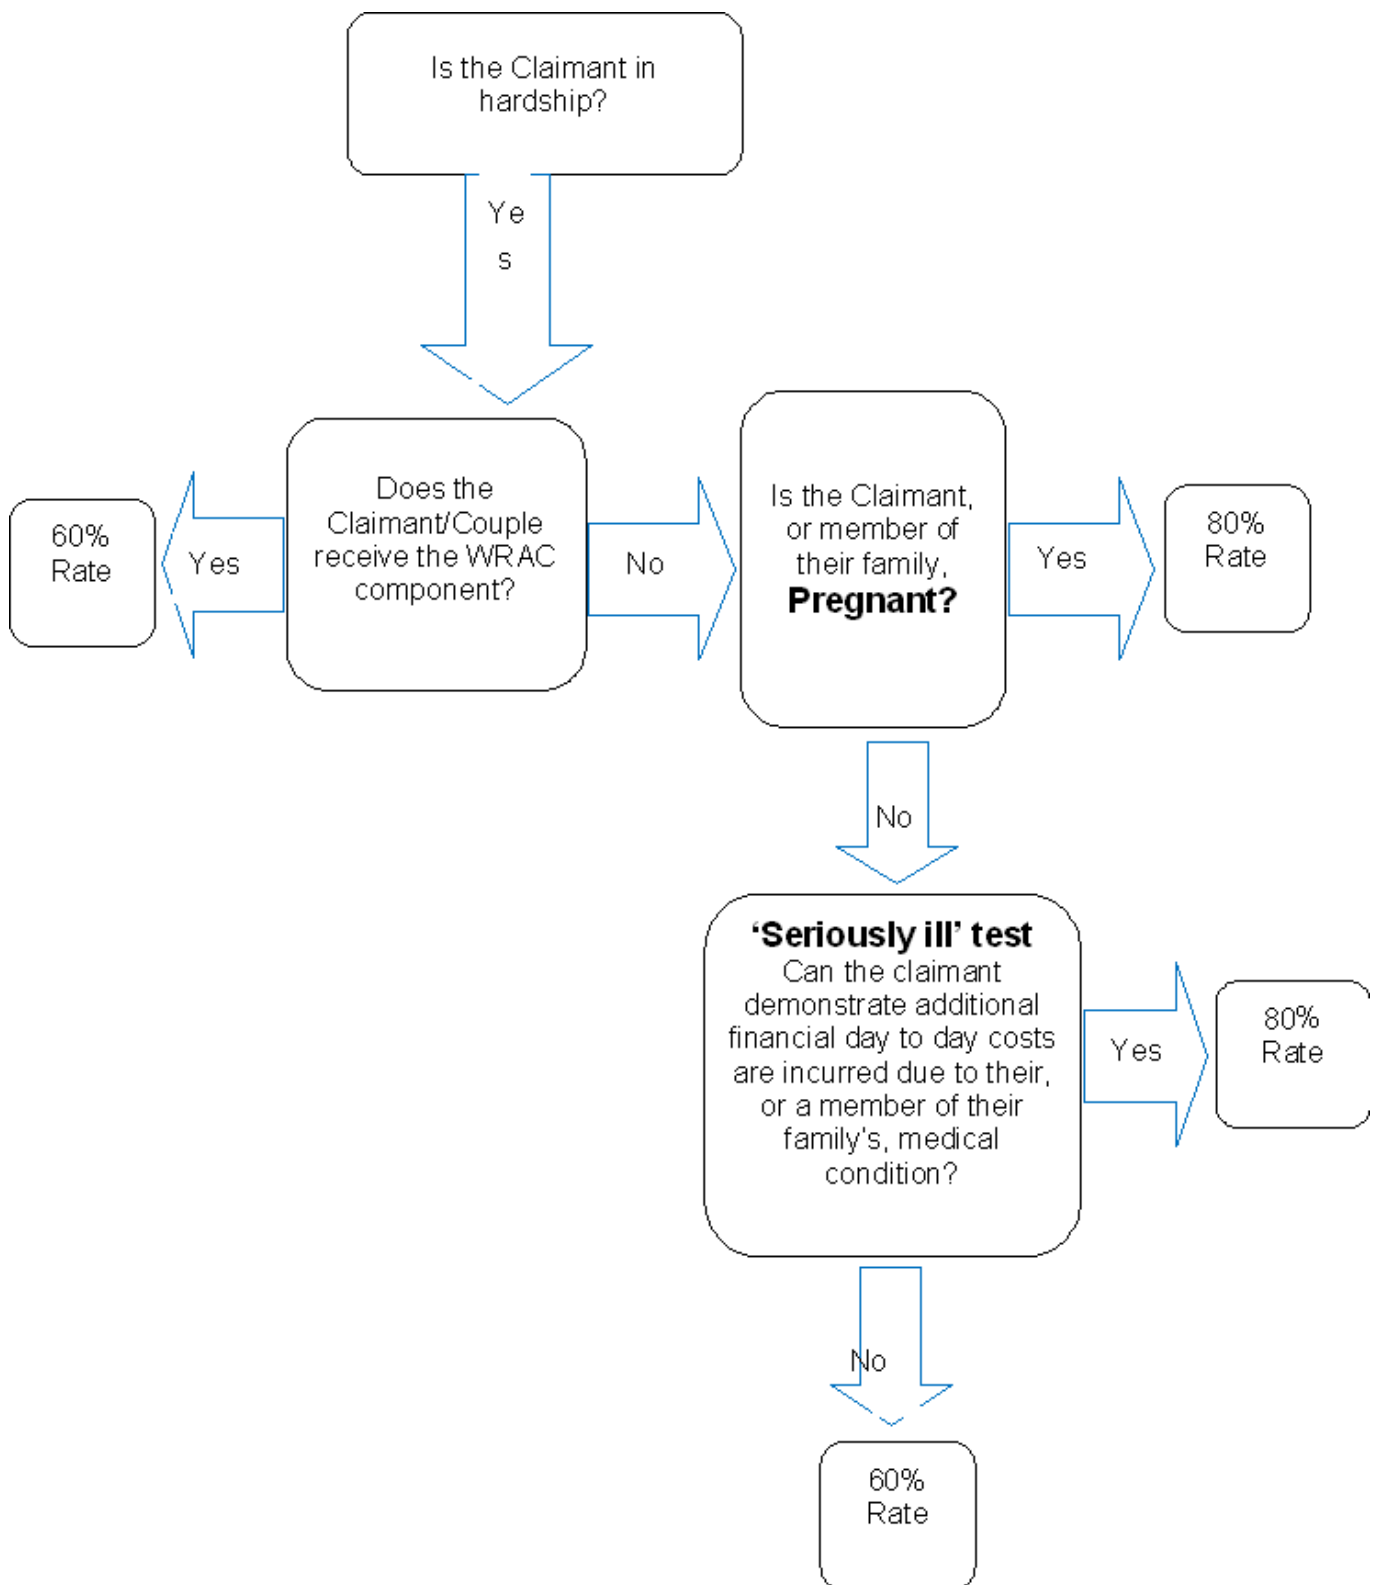 Is the Claimant in
hardship?
Ye
s
Does the
Claimant/Couple
receive the WRAC
component?
Yes
60%
Rate
No
Is the Claimant,
or member of
their family,
Pregnant?
Yes
80%
Rate
No
‘Seriously ill’ test
Can the claimant
demonstrate additional
financial day to day costs
are incurred due to their,
or a member of their
family's, medical
condition?
Yes
80%
Rate
No
60%
Rate